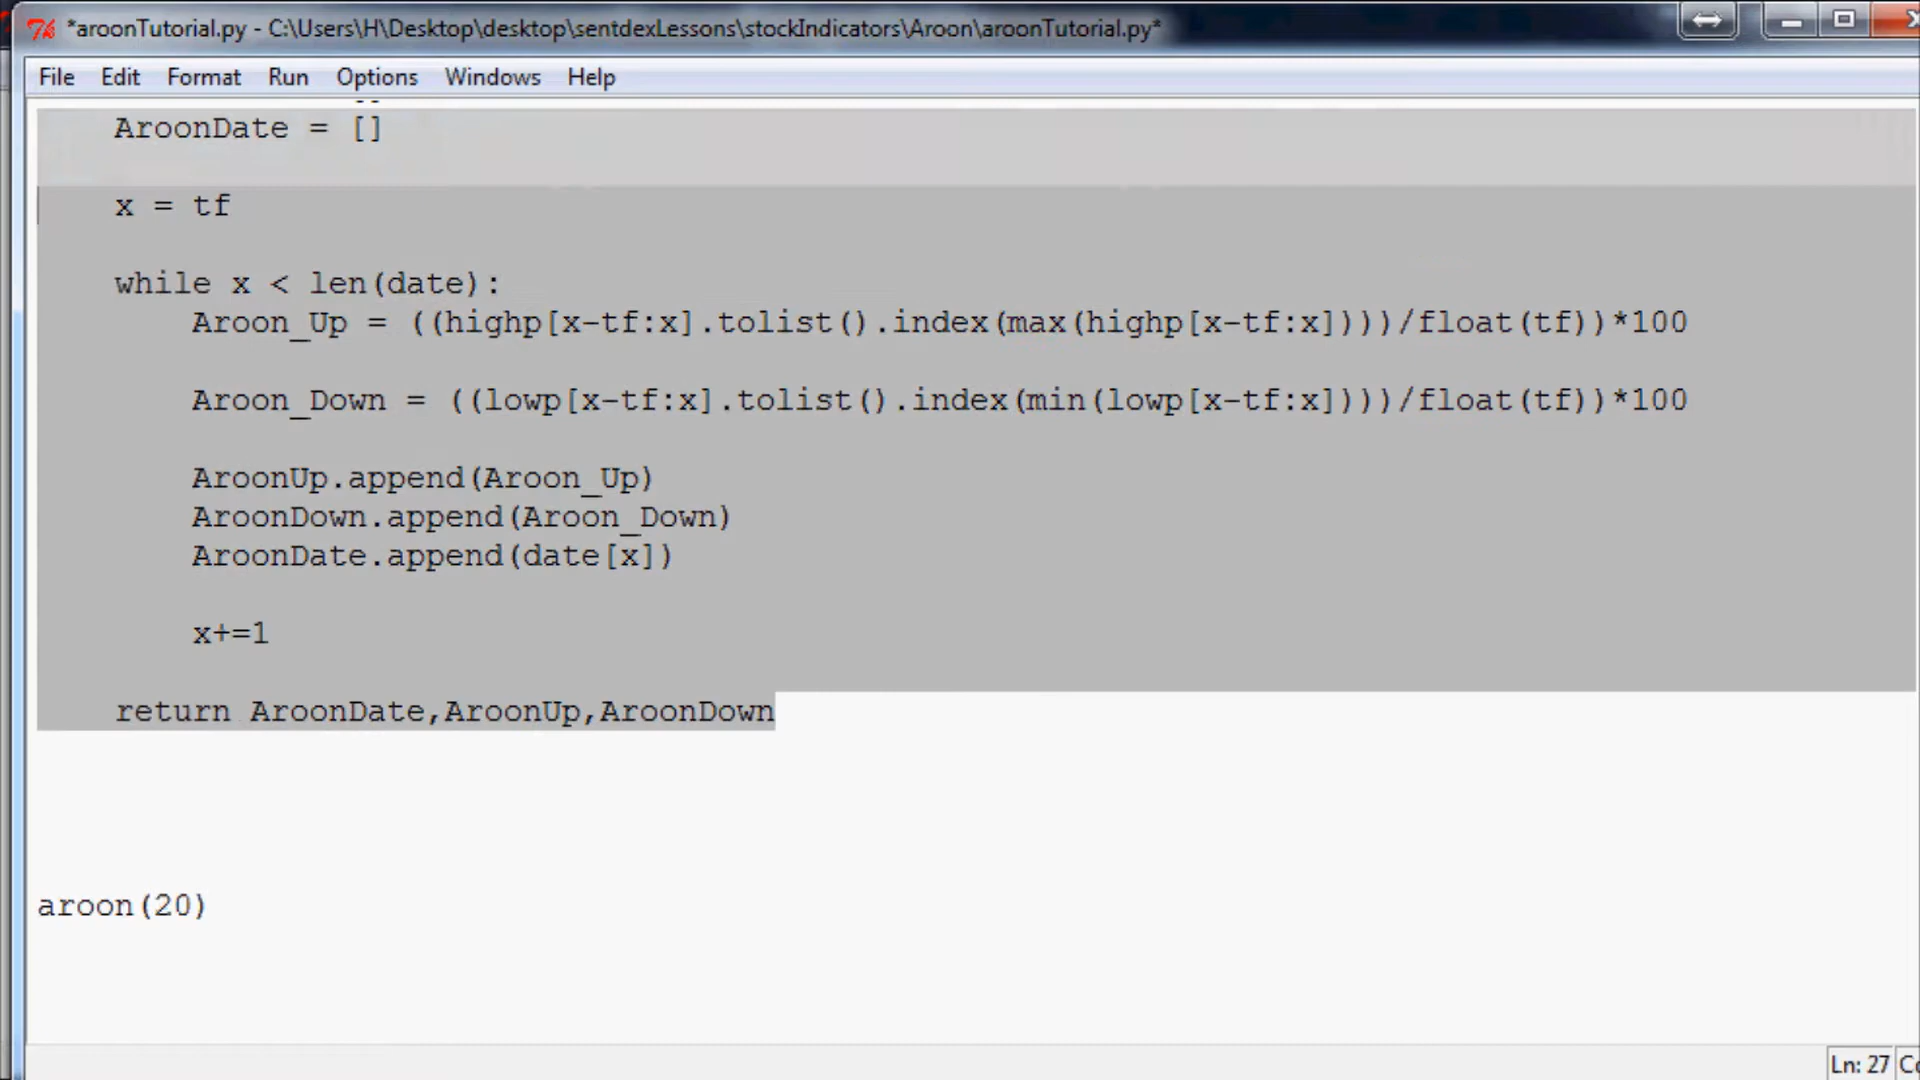 *aroonTutorial.py - C:\Users\H\Desktop\desktop\sentdexLessons\stockIndicators\Aroon\aroonTutorial.py*
File Edit Format Run Options Windows Help
AroonDate = []
x = tf
while x < len(date):
Aroon_Up = ((highp[x-tf:x].tolist().index(max(highp[x-tf:x])))/float(tf))*100
Aroon_Down = ((lowp[x-tf:x].tolist().index(min(lowp[x-tf:x])))/float(tf))*100
AroonUp.append(Aroon_Up)
AroonDown.append(Aroon_Down)
AroonDate.append(date[x])
x+=1
return AroonDate,AroonUp,AroonDown
aroon(20)
Ln: 27